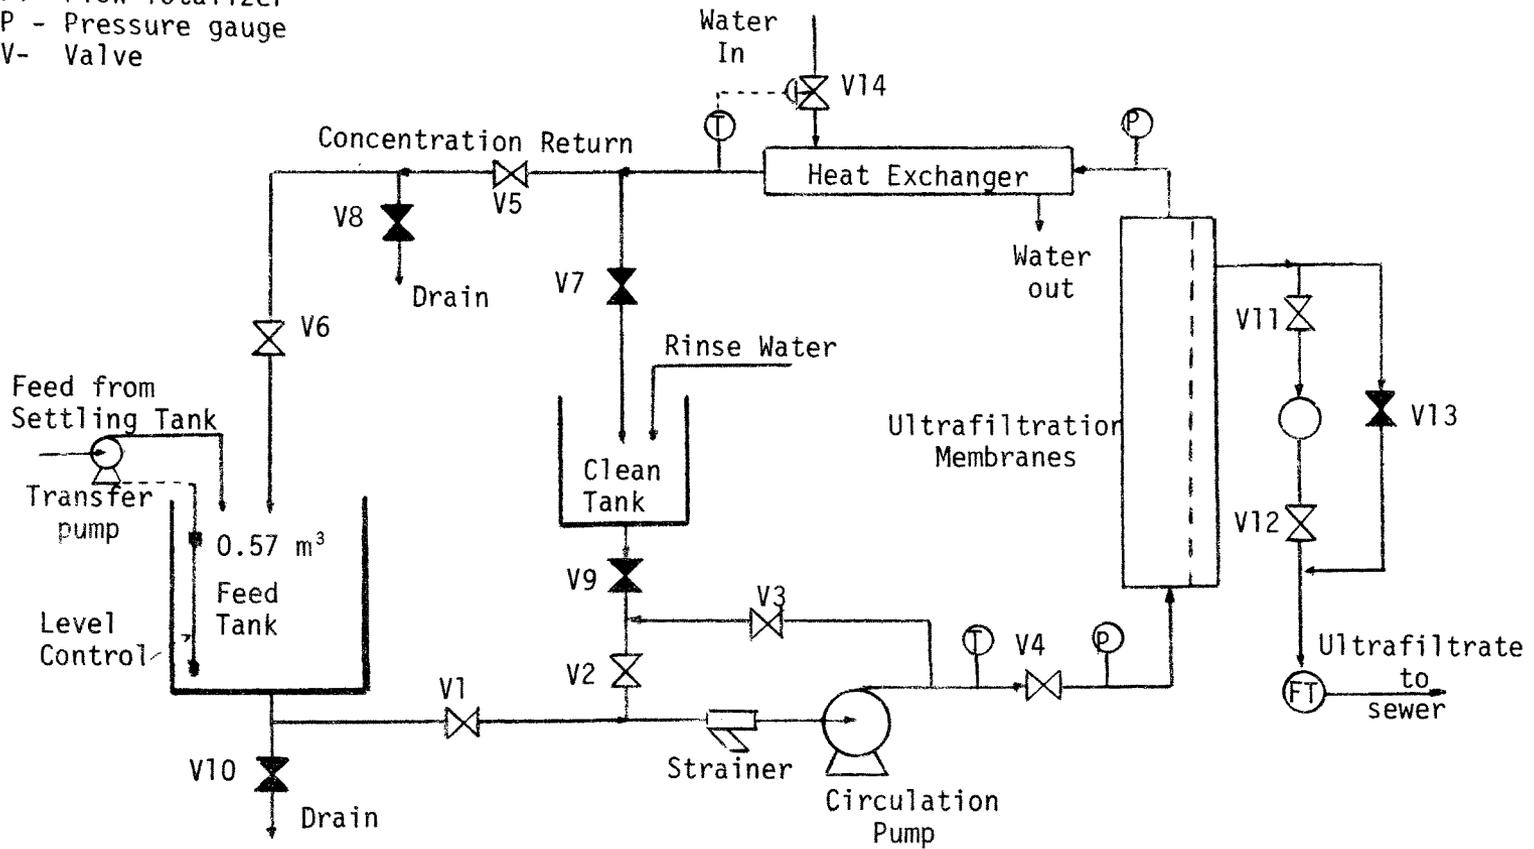 P - Pressure gauge
V- Valve
Water
In
V14
T
P
Concentration Return
Heat Exchanger
V5
V8
Drain
V7
Water
out
V6
V11
Rinse Water
Feed from
Settling Tank
V13
Ultrafiltration
Membranes
Clean
Tank
Transfer
pump
V12
0.57 m³
Feed
Tank
V9
V3
Level
Control
V2
T
V4
P
Ultrafiltrate
to
sewer
FT
V1
V10
Strainer
Drain
Circulation
Pump